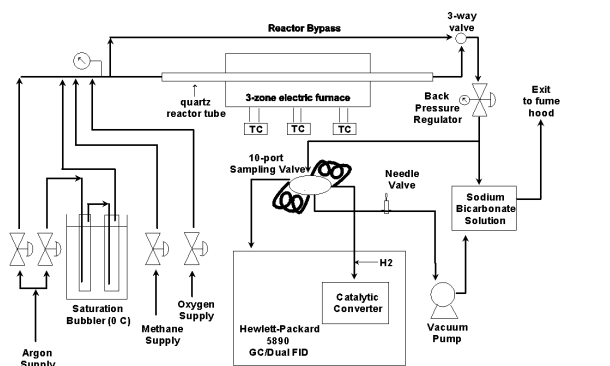 Reactor Bypass
3-way
valve
quartz
reactor tube
3-zone electric furnace
TC
TC
TC
Back
Pressure
Regulator
Exit
to fume
hood
10-port
Sampling Valve
Needle
Valve
Sodium
Bicarbonate
Solution
H2
Catalytic
Converter
Hewlett-Packard
5890
GC/Dual FID
Vacuum
Pump
Saturation
Bubbler (0 C)
Methane
Supply
Oxygen
Supply
Argon
Supply